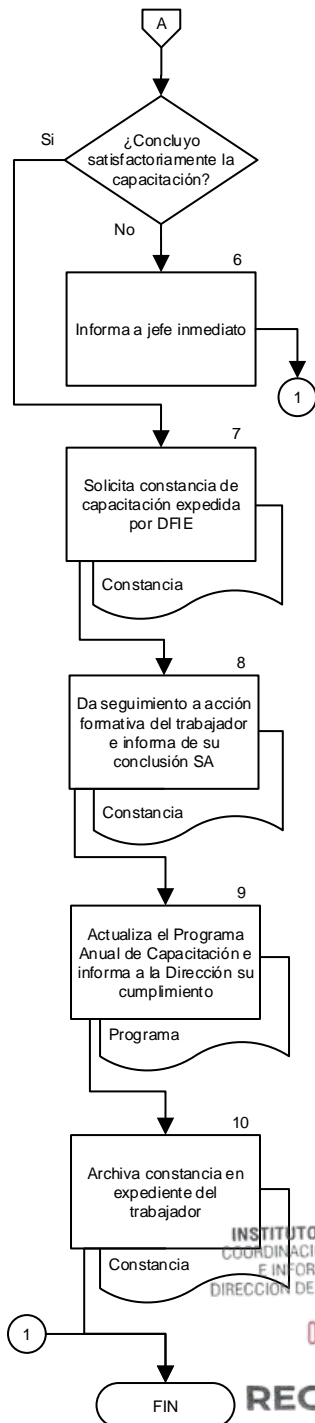 A
¿Concluyo
satisfactoriamente la
capacitación?
Si
No
6
Informa a jefe inmediato
1
7
Solicita constancia de
capacitación expedida
por DFIE
Constancia
8
Da seguimiento a acción
formativa del trabajador
e informa de su
conclusión SA
Constancia
9
Actualiza el Programa
Anual de Capacitación e
informa a la Dirección su
cumplimiento
Programa
10
Archiva constancia en
expediente del
trabajador
Constancia
INSTITUTO
E INFOR
DIRECCIÓN DE
1
FIN